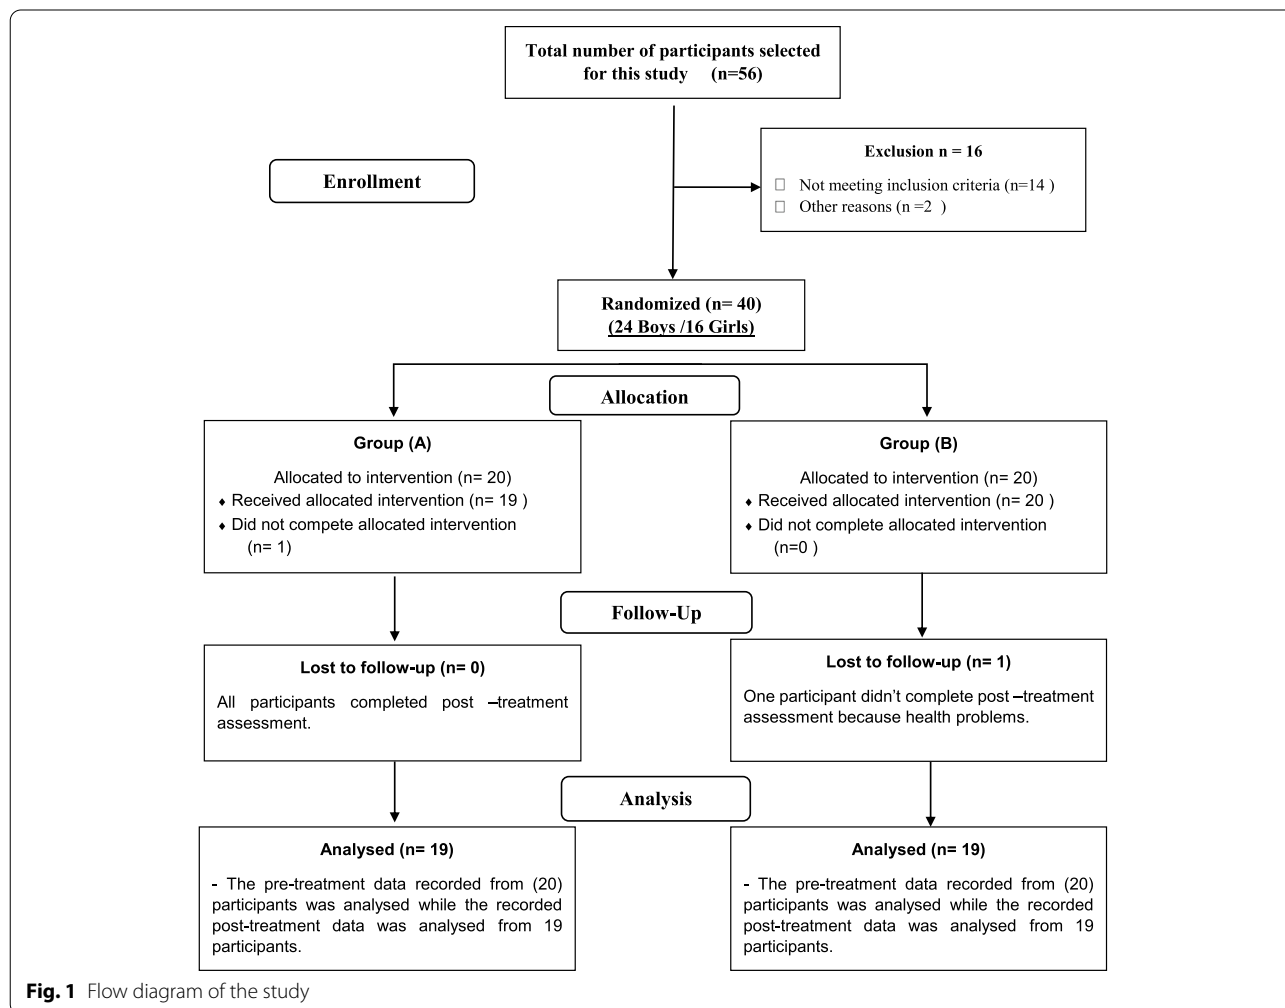 Total number of participants selected
for this study (n=56)
Exclusion n = 16
Not meeting inclusion criteria (n=14 )
Other reasons (n =2 )
Enrollment
Randomized (n= 40)
(24 Boys /16 Girls)
Allocation
Group (A)
Allocated to intervention (n= 20)
♦ Received allocated intervention (n= 19 )
♦ Did not compete allocated intervention
(n= 1)
Group (B)
Allocated to intervention (n= 20)
♦ Received allocated intervention (n= 20 )
♦ Did not complete allocated intervention
(n=0 )
Follow-Up
Lost to follow-up (n= 0)
All participants completed post –treatment
assessment.
Lost to follow-up (n= 1)
One participant didn’t complete post –treatment
assessment because health problems.
Analysis
Analysed (n= 19)
- The pre-treatment data recorded from (20)
participants was analysed while the recorded
post-treatment data was analysed from 19
participants.
Analysed (n= 19)
- The pre-treatment data recorded from (20)
participants was analysed while the recorded
post-treatment data was analysed from 19
participants.
Fig. 1 Flow diagram of the study